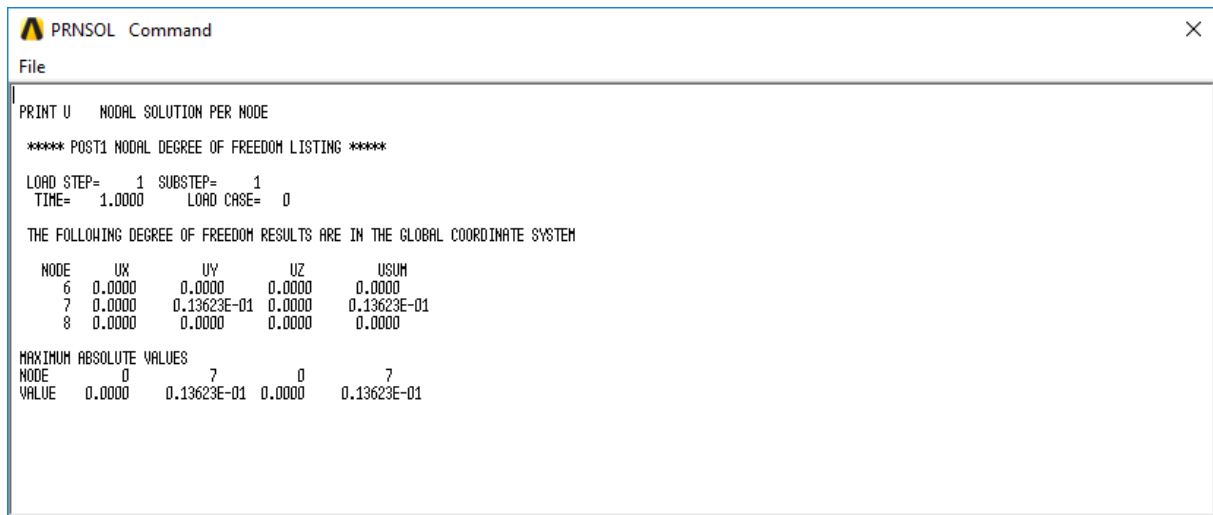 PRNSOL Command
File
PRINT U NODAL SOLUTION PER NODE
***** POST1 NODAL DEGREE OF FREEDOM LISTING *****
LOAD STEP= 1 SUBSTEP= 1
TIME= 1.0000 LOAD CASE= 0
THE FOLLOWING DEGREE OF FREEDOM RESULTS ARE IN THE GLOBAL COORDINATE SYSTEM
NODE UX UY UZ USUM
6 0.0000 0.0000 0.0000 0.0000
7 0.0000 0.13623E-01 0.0000 0.13623E-01
8 0.0000 0.0000 0.0000 0.0000
MAXIMUM ABSOLUTE VALUES
NODE 0 7 0 7
VALUE 0.0000 0.13623E-01 0.0000 0.13623E-01